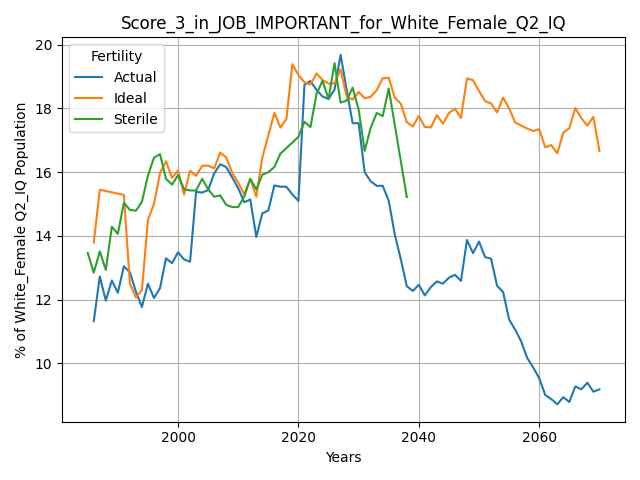 Score_3_in_JOB_IMPORTANT_for_White_Female_Q2_IQ
Fertility
Actual
Ideal
Sterile
% of White_Female Q2_IQ Population
20
18
16
14
12
10
2000
2020
2040
2060
Years